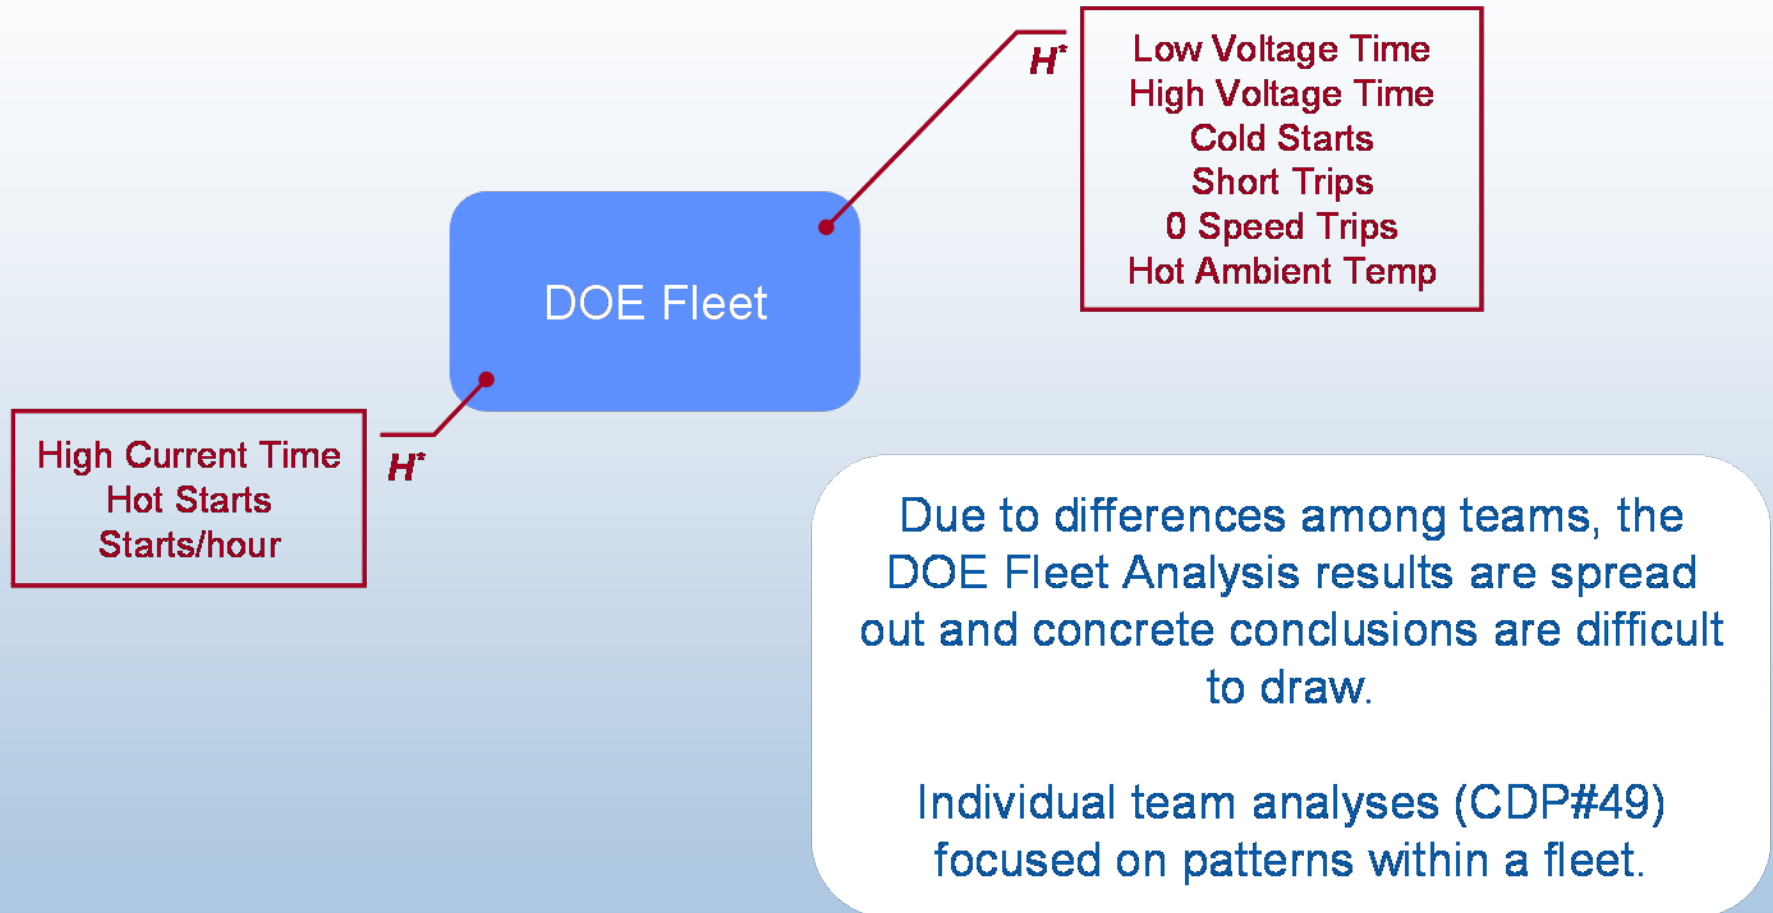 H*
Low Voltage Time
High Voltage Time
Cold Starts
Short Trips
0 Speed Trips
Hot Ambient Temp
DOE Fleet
High Current Time
Hot Starts
Starts/hour
H*
Due to differences among teams, the
DOE Fleet Analysis results are spread
out and concrete conclusions are difficult
to draw.
Individual team analyses (CDP#49)
focused on patterns within a fleet.